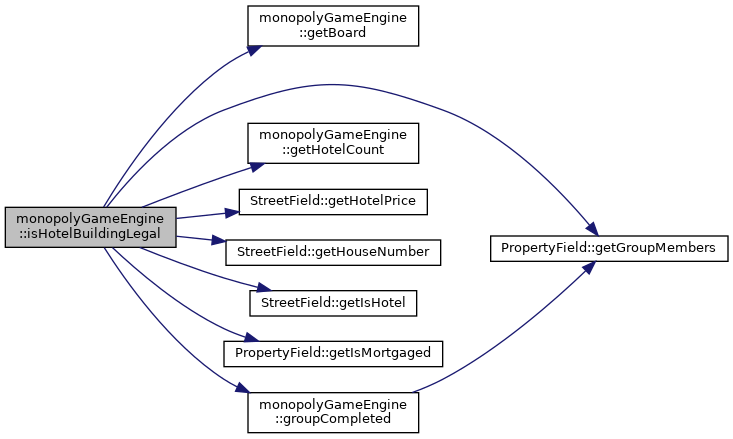 monopolyGameEngine
::isHotelBuildingLegal
monopolyGameEngine
::getBoard
monopolyGameEngine
::getHotelCount
StreetField::getHotelPrice
StreetField::getHouseNumber
StreetField::getIsHotel
PropertyField::getIsMortgaged
monopolyGameEngine
::groupCompleted
PropertyField::getGroupMembers